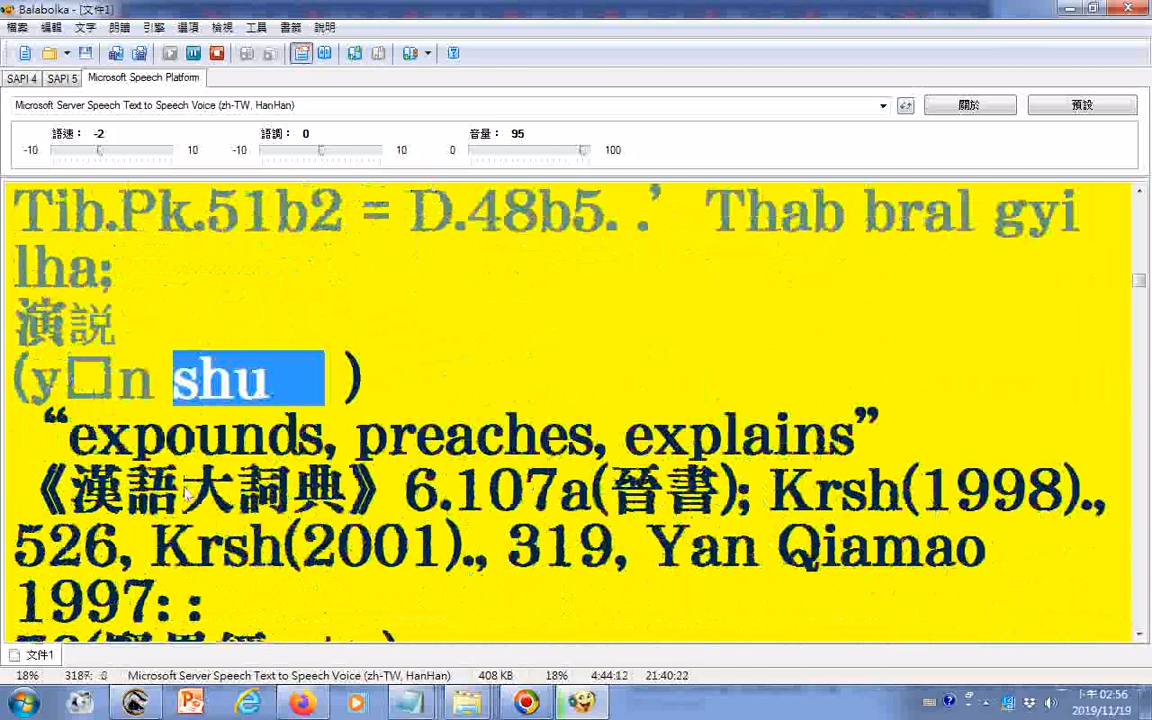 Balabolka - [文件1]
檔案 編輯 文字 朗讀 引擎 選項 檢視 工具 書籤 說明
SAPI 4 SAPI 5 Microsoft Speech Platform
Microsoft Server Speech Text to Speech Voice (zh-TW, HanHan) 關於 預設
語速： -2 語調： 0 音量： 95
-10 10 -10 10 0 100
Tib.Pk.51b2 = D.48b5. .’ Thab bral gyi
lha;
演説
(y□n shu )
“expounds, preaches, explains”
《漢語大詞典》 6.107a(晉書); Krsh(1998).,
526, Krsh(2001)., 319, Yan Qiamao
1997: :
文件1
18% 3187: 8 Microsoft Server Speech Text to Speech Voice (zh-TW, HanHan) 408 KB 18% 4:44:12 21:40:22
下午 02:56
2019/11/19